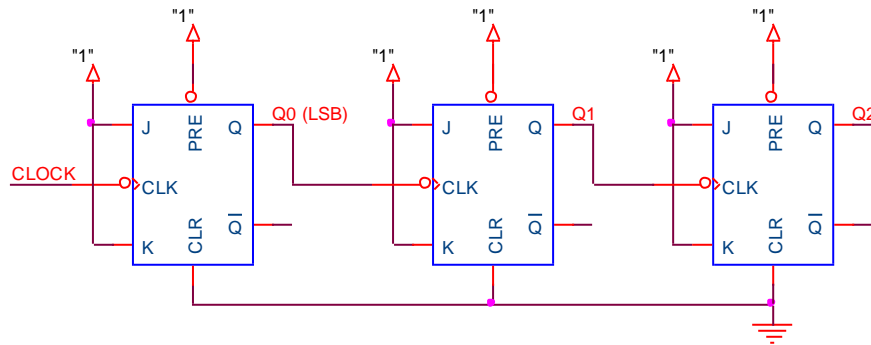 "1" "1" "1"
"1" "1" "1"
Q0 (LSB) Q1 Q2
J PRE Q J PRE Q J PRE Q
CLOCK CLK CLK CLK
K CLR Q̅ K CLR Q̅ K CLR Q̅